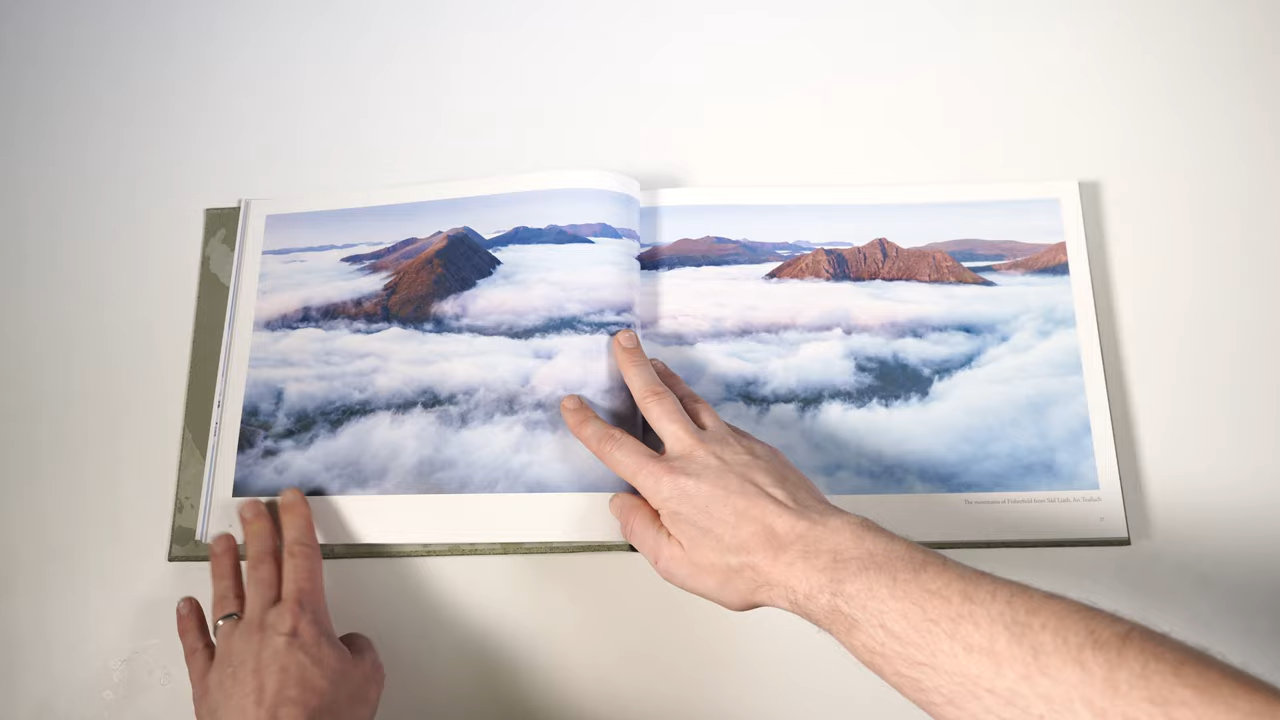 The mountains of Fisherfield from Sàil Liath, An Teallach